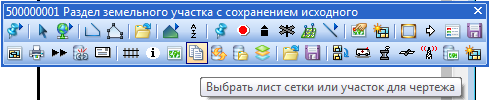 500000001 Раздел земельного участка с сохранением исходного
Выбрать лист сетки или участок для чертежа